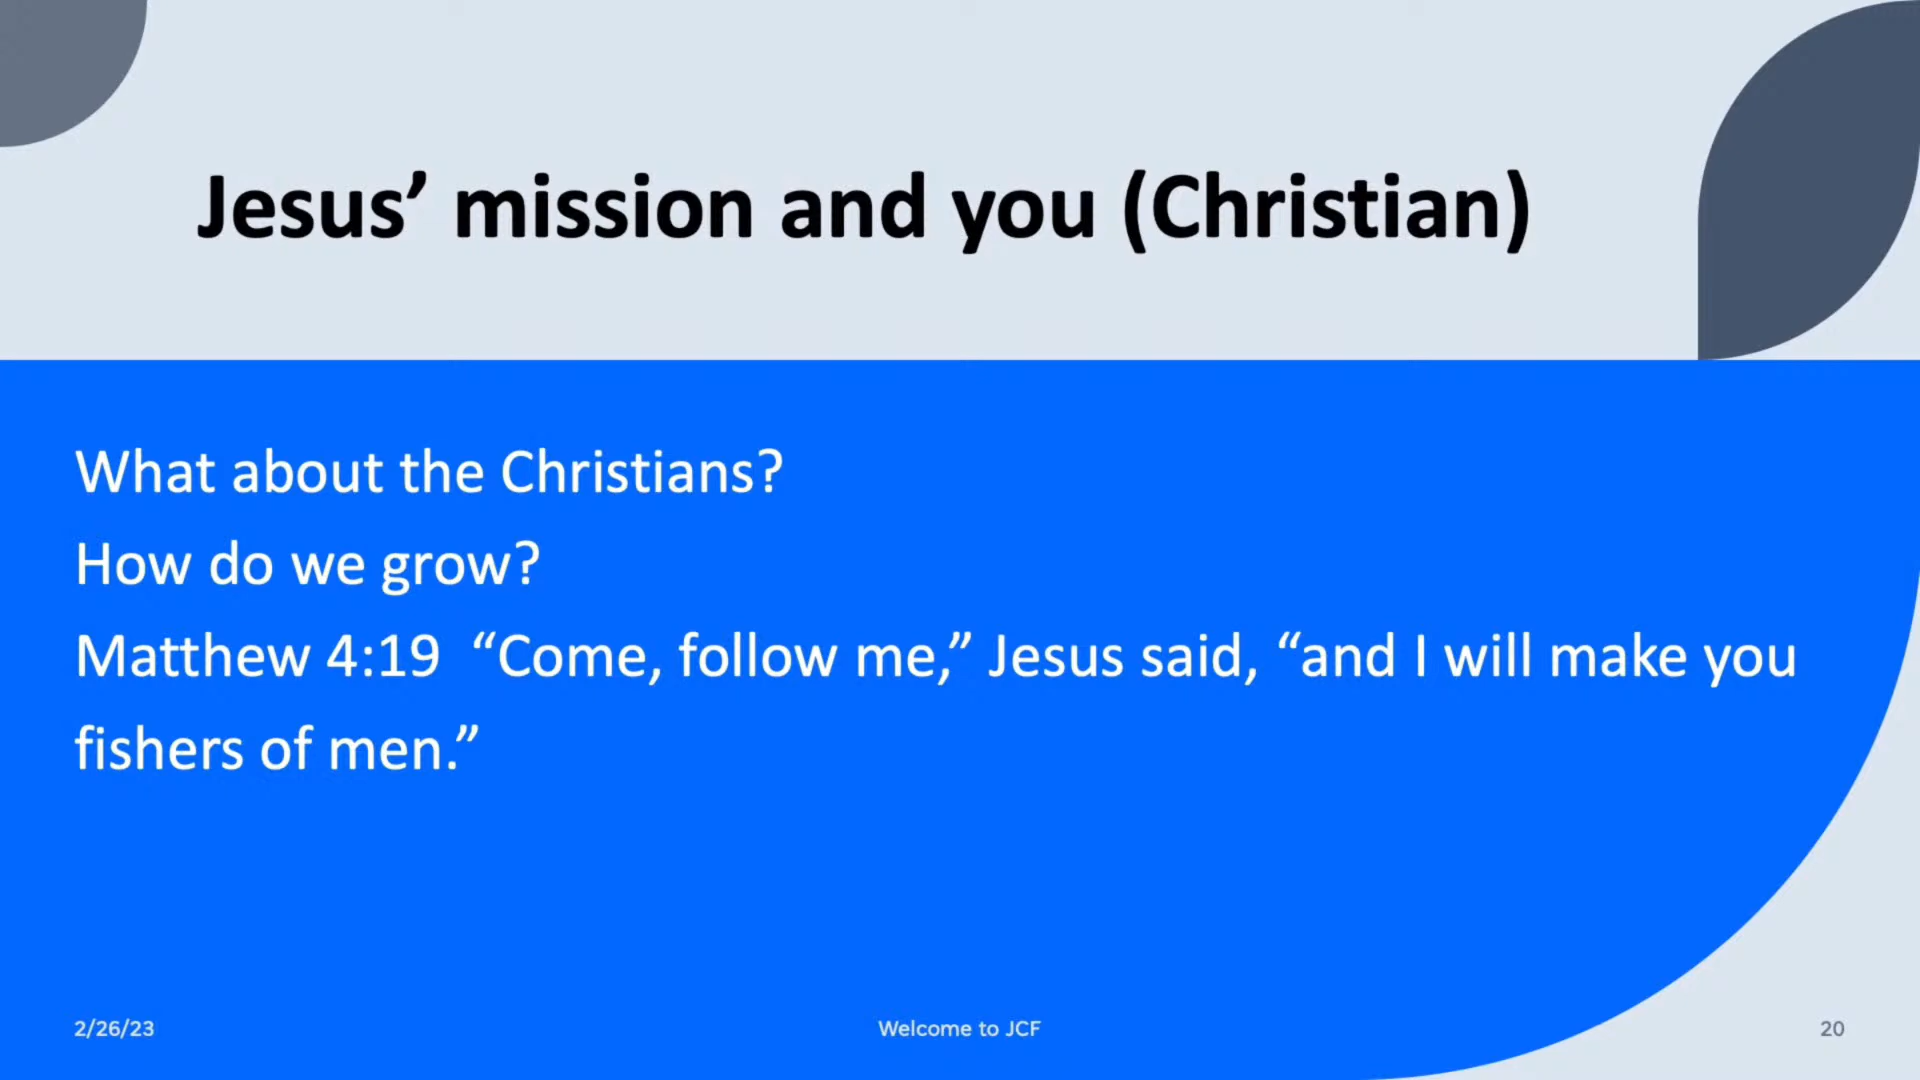 Jesus’ mission and you (Christian)
What about the Christians?
How do we grow?
Matthew 4:19  “Come, follow me,” Jesus said, “and I will make you
fishers of men.”
2/26/23
Welcome to JCF
20